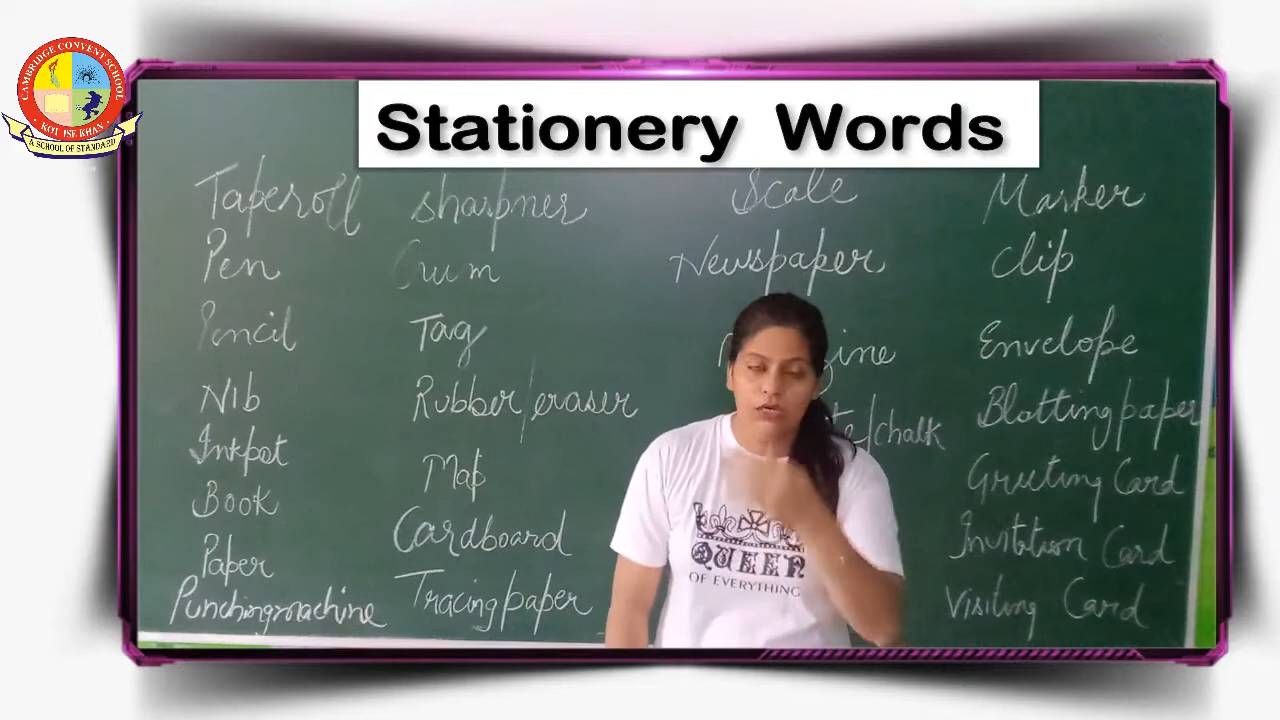 CAMBRIDGE CONVENT SCHOOL
KOT ISE KHAN
A SCHOOL OF STANDARD
Stationery Words
Taperoll
Pen
Pencil
Nib
Inkpot
Book
Paper
Punchingmachine
sharpner
Tag
Rubber/eraser
Map
Cardboard
Tracing paper
Scale
Newspaper
/chalk
Marker
Clip
Envelope
Blotting paper
Greeting Card
Invitation Card
Visiting Card
QUEEN
OF EVERYTHING